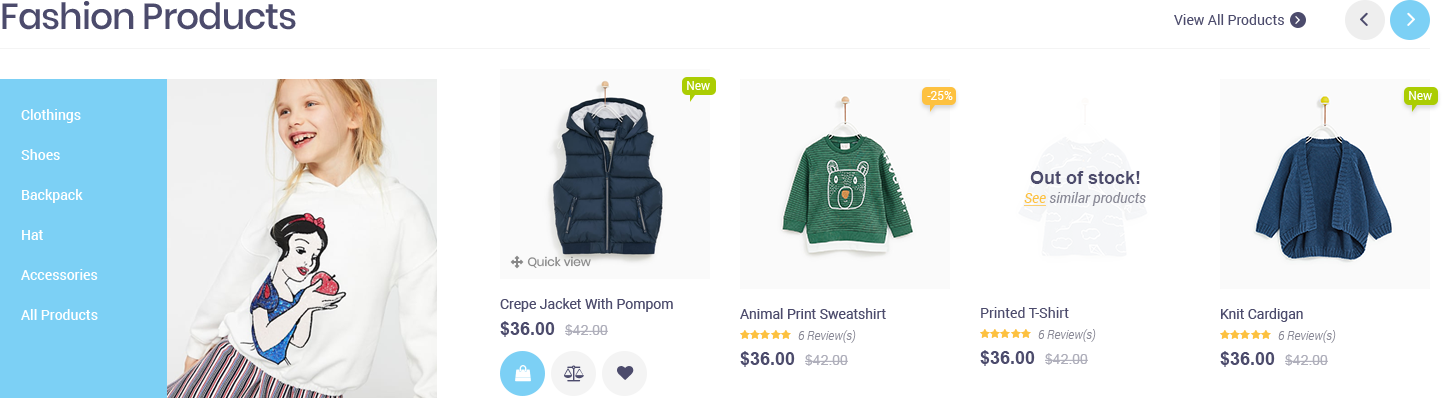 Fashion Products
View All Products
Clothings
Shoes
Backpack
Hat
Accessories
All Products
New
Quick view
Crepe Jacket With Pompom
$36.00 $42.00
-25%
Animal Print Sweatshirt
6 Review(s)
$36.00 $42.00
Out of stock!
See similar products
Printed T-Shirt
6 Review(s)
$36.00 $42.00
New
Knit Cardigan
6 Review(s)
$36.00 $42.00